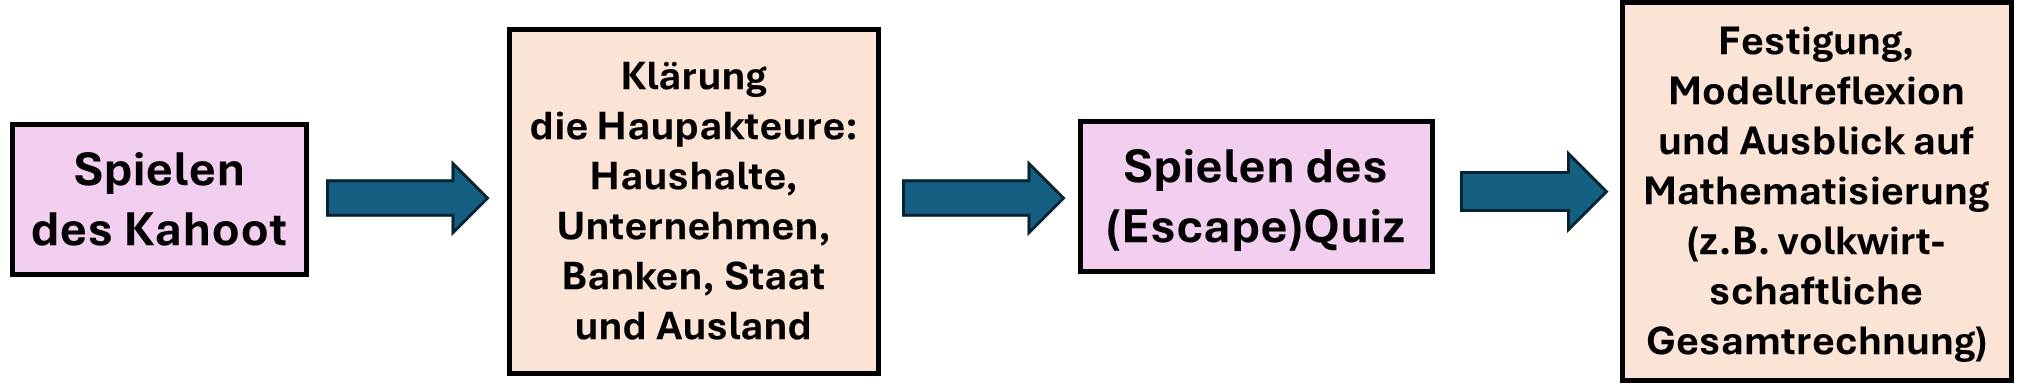 Spielen
des Kahoot
Klärung
die Haupakteure:
Haushalte,
Unternehmen,
Banken, Staat
und Ausland
Spielen des
(Escape)Quiz
Festigung,
Modellreflexion
und Ausblick auf
Mathematisierung
(z.B. volkwirt-
schaftliche
Gesamtrechnung)